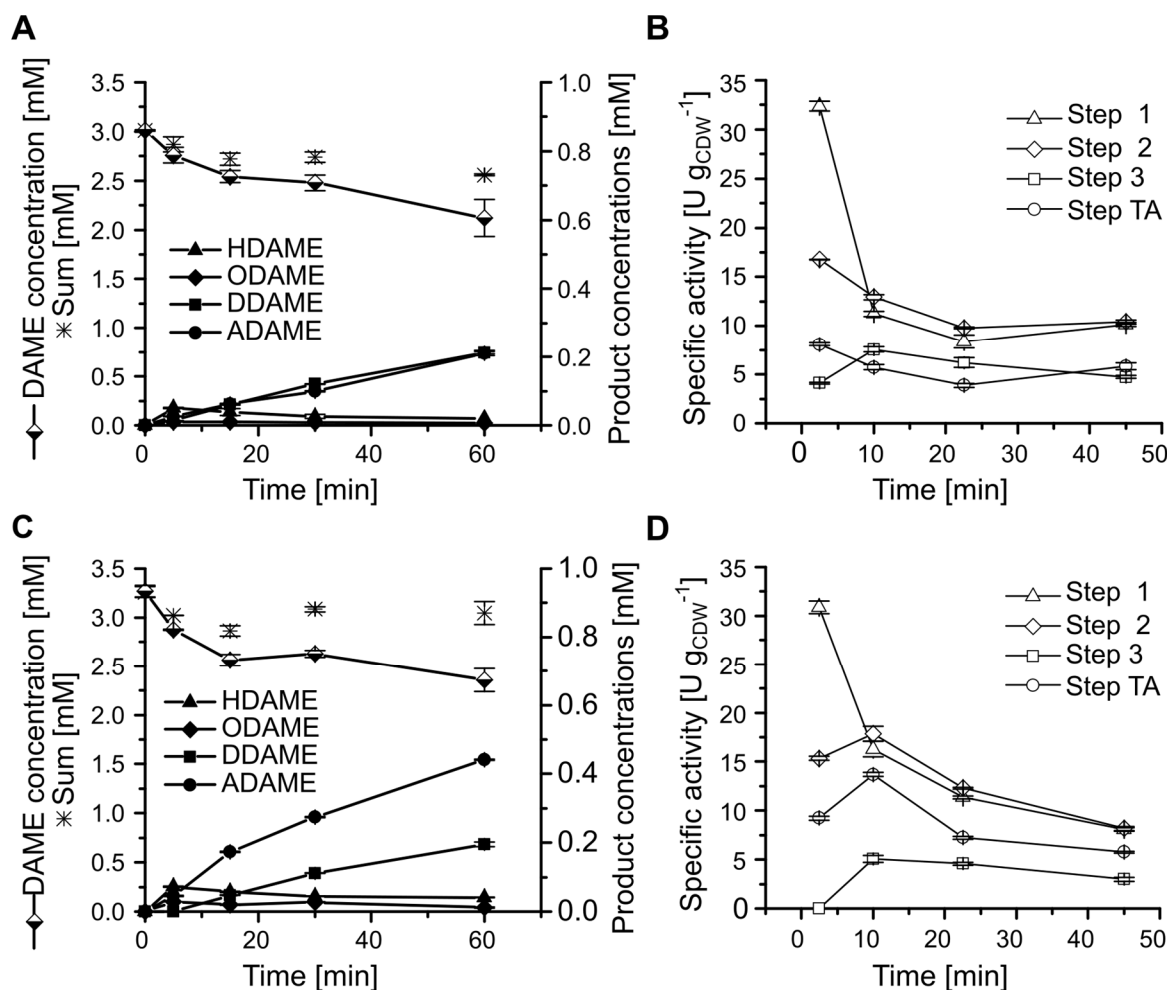 A
DAME concentration [mM]
Sum [mM]
3.5
3.0
2.5
2.0
1.5
1.0
0.5
0.0
1.0
0.8
0.6
0.4
0.2
0.0
Product concentrations [mM]
HDAME
ODAME
DDAME
ADAME
0 20 40 60
Time [min]
B
Specific activity [U gCDW-1]
35
30
25
20
15
10
5
0
Step 1
Step 2
Step 3
Step TA
0 10 20 30 40 50
Time [min]
C
DAME concentration [mM]
Sum [mM]
3.5
3.0
2.5
2.0
1.5
1.0
0.5
0.0
1.0
0.8
0.6
0.4
0.2
0.0
Product concentrations [mM]
HDAME
ODAME
DDAME
ADAME
0 20 40 60
Time [min]
D
Specific activity [U gCDW-1]
35
30
25
20
15
10
5
0
Step 1
Step 2
Step 3
Step TA
0 10 20 30 40 50
Time [min]